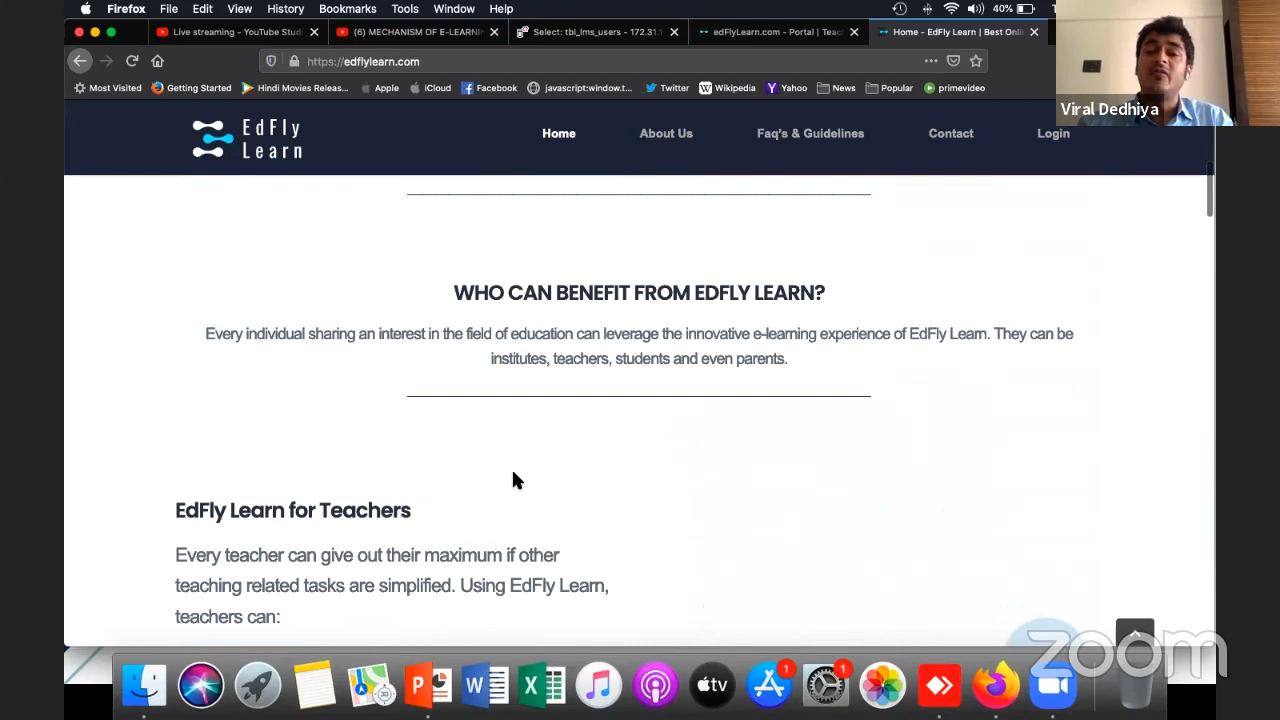 Firefox File Edit View History Bookmarks Tools Window Help 40%
Live streaming - YouTube Stud
(6) MECHANISM OF E-LEARNI
Select: tbl_lms_users - 172.31.1
edFlyLearn.com - Portal | Teac
Home - EdFly Learn | Best Onli
https://edflylearn.com
Most Visited Getting Started Hindi Movies Releas... Apple iCloud Facebook javascript:window.t... Twitter Wikipedia Yahoo News Popular primevideo
Viral Dedhiya
EdFly
Learn
Home About Us Faq's & Guidelines Contact Login
WHO CAN BENEFIT FROM EDFLY LEARN?
Every individual sharing an interest in the field of education can leverage the innovative e-learning experience of EdFly Learn. They can be
institutes, teachers, students and even parents.
EdFly Learn for Teachers
Every teacher can give out their maximum if other
teaching related tasks are simplified. Using EdFly Learn,
teachers can:
zoom